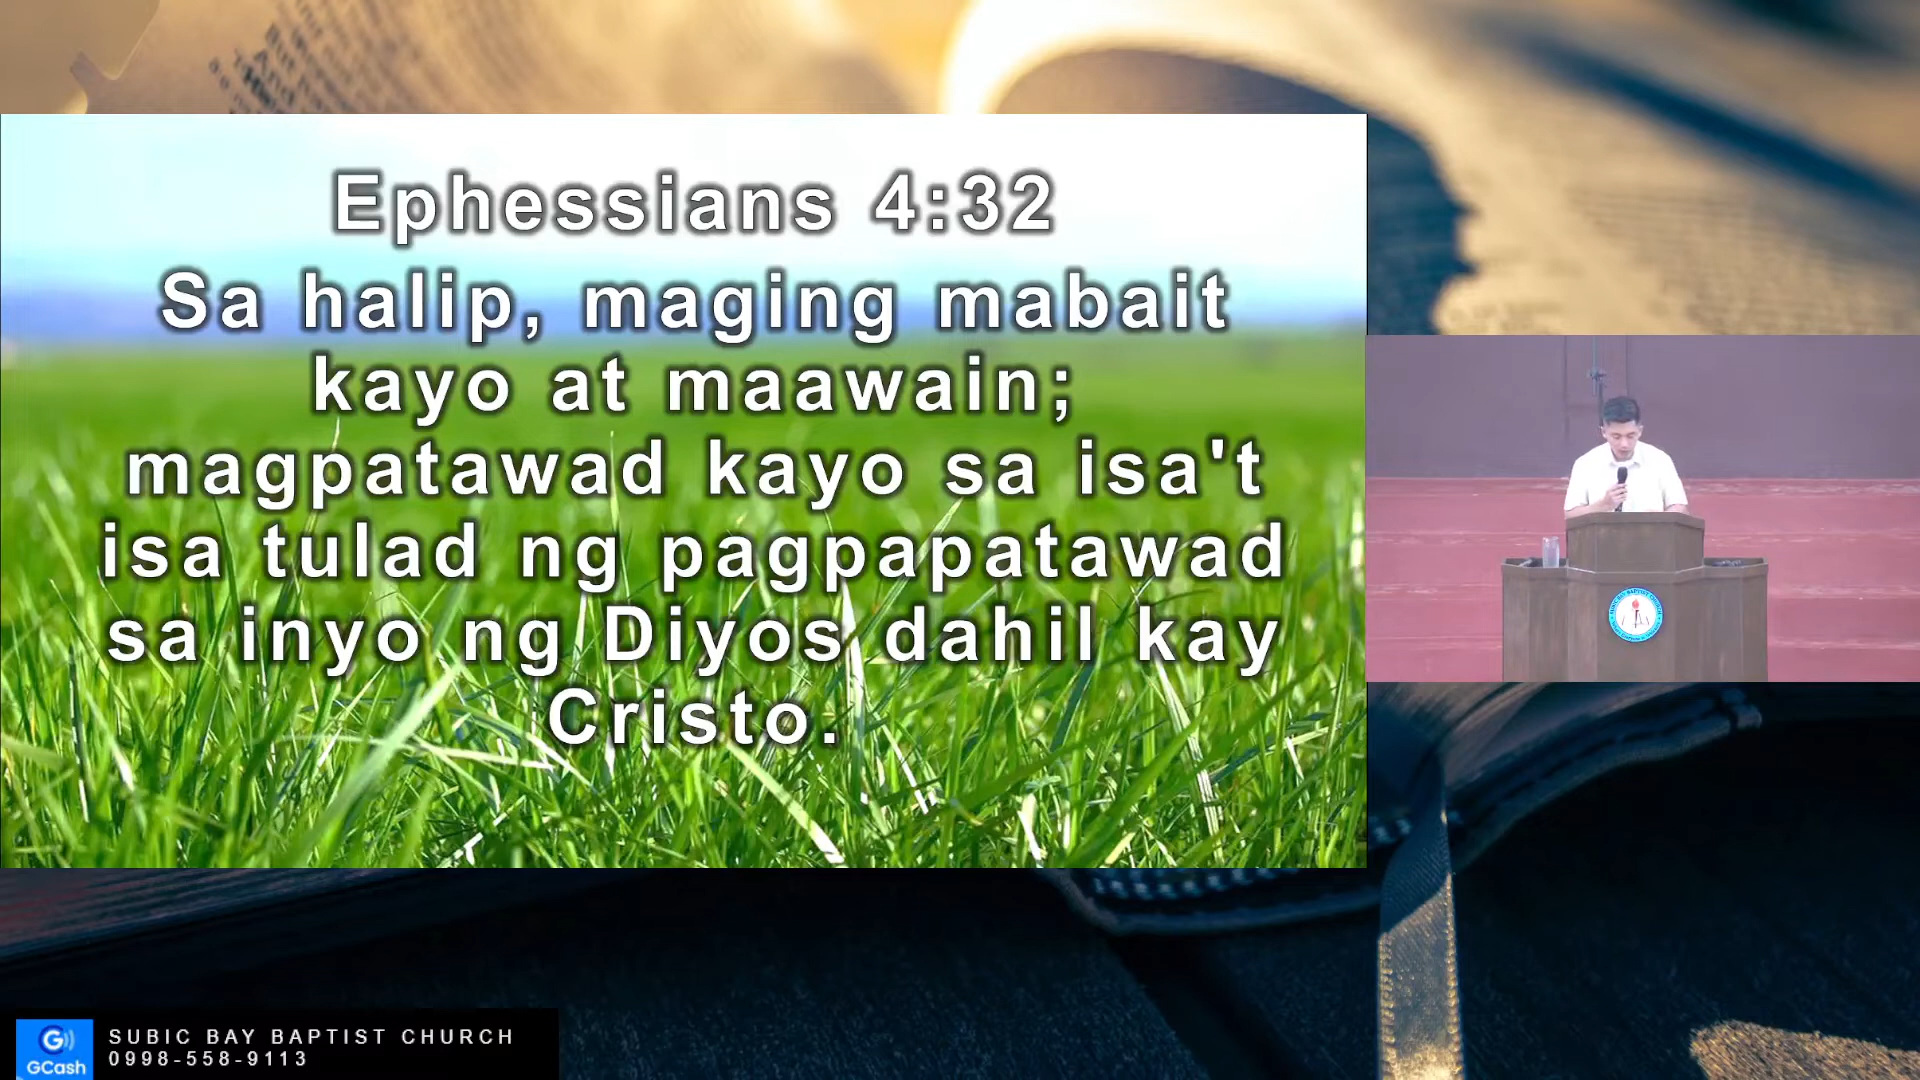 Ephessians 4:32
Sa halip, maging mabait
kayo at maawain;
magpatawad kayo sa isa't
isa tulad ng pagpapatawad
sa inyo ng Diyos dahil kay
Cristo.
SUBIC BAY BAPTIST CHURCH
0998-558-9113
G
GCash